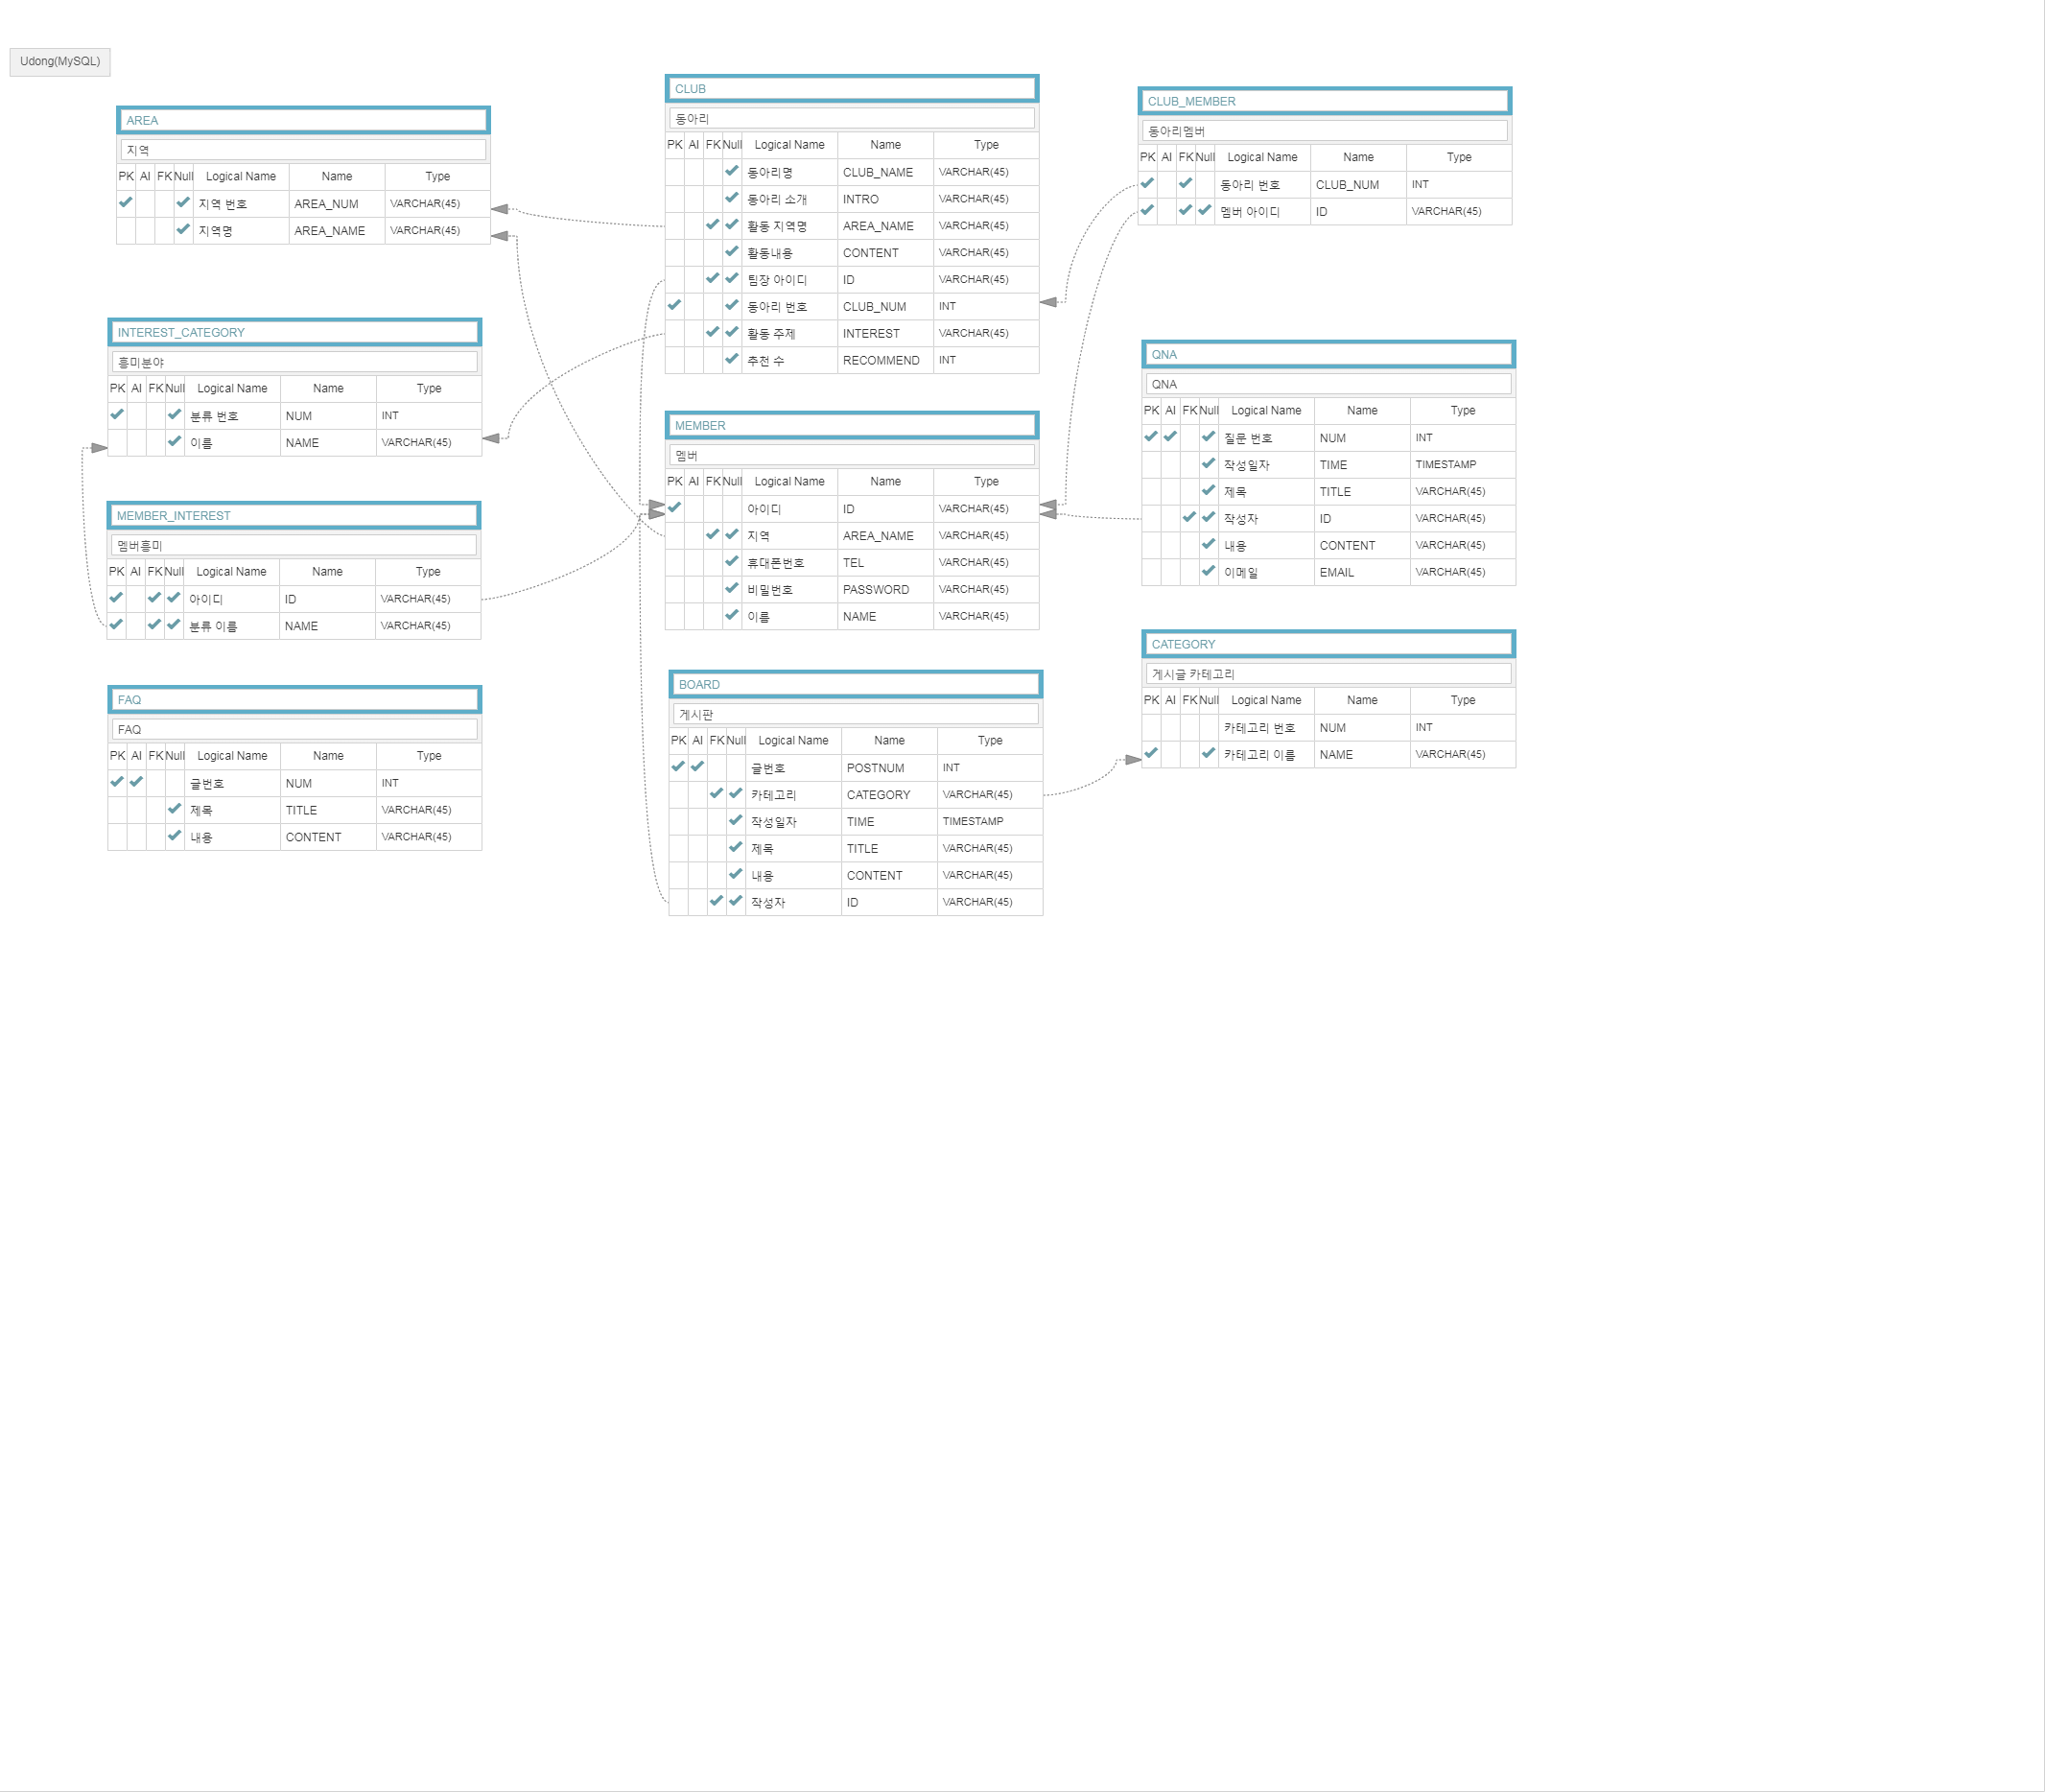 Udong(MySQL)
AREA
지역
PK AI FK Null Logical Name Name Type
지역 번호 AREA_NUM VARCHAR(45)
지역명 AREA_NAME VARCHAR(45)
INTEREST_CATEGORY
흥미분야
PK AI FK Null Logical Name Name Type
분류 번호 NUM INT
이름 NAME VARCHAR(45)
MEMBER_INTEREST
멤버흥미
PK AI FK Null Logical Name Name Type
아이디 ID VARCHAR(45)
분류 이름 NAME VARCHAR(45)
FAQ
FAQ
PK AI FK Null Logical Name Name Type
글번호 NUM INT
제목 TITLE VARCHAR(45)
내용 CONTENT VARCHAR(45)
CLUB
동아리
PK AI FK Null Logical Name Name Type
동아리명 CLUB_NAME VARCHAR(45)
동아리 소개 INTRO VARCHAR(45)
활동 지역명 AREA_NAME VARCHAR(45)
활동내용 CONTENT VARCHAR(45)
팀장 아이디 ID VARCHAR(45)
동아리 번호 CLUB_NUM INT
활동 주제 INTEREST VARCHAR(45)
추천 수 RECOMMEND INT
MEMBER
멤버
PK AI FK Null Logical Name Name Type
아이디 ID VARCHAR(45)
지역 AREA_NAME VARCHAR(45)
휴대폰번호 TEL VARCHAR(45)
비밀번호 PASSWORD VARCHAR(45)
이름 NAME VARCHAR(45)
BOARD
게시판
PK AI FK Null Logical Name Name Type
글번호 POSTNUM INT
카테고리 CATEGORY VARCHAR(45)
작성일자 TIME TIMESTAMP
제목 TITLE VARCHAR(45)
내용 CONTENT VARCHAR(45)
작성자 ID VARCHAR(45)
CLUB_MEMBER
동아리멤버
PK AI FK Null Logical Name Name Type
동아리 번호 CLUB_NUM INT
멤버 아이디 ID VARCHAR(45)
QNA
QNA
PK AI FK Null Logical Name Name Type
질문 번호 NUM INT
작성일자 TIME TIMESTAMP
제목 TITLE VARCHAR(45)
작성자 ID VARCHAR(45)
내용 CONTENT VARCHAR(45)
이메일 EMAIL VARCHAR(45)
CATEGORY
게시글 카테고리
PK AI FK Null Logical Name Name Type
카테고리 번호 NUM INT
카테고리 이름 NAME VARCHAR(45)